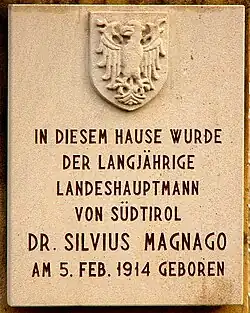 IN DIESEM HAUSE WURDE
DER LANGJÄHRIGE
LANDESHAUPTMANN
VON SÜDTIROL
DR. SILVIUS MAGNAGO
AM 5. FEB. 1914 GEBOREN